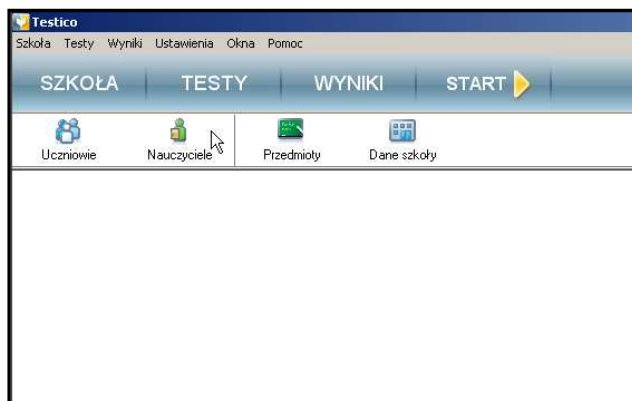 Testico
Szkoła Testy Wyniki Ustawienia Okna Pomoc
SZKOŁA TESTY WYNIKI START
Uczniowie Nauczyciele Przedmioty Dane szkoły